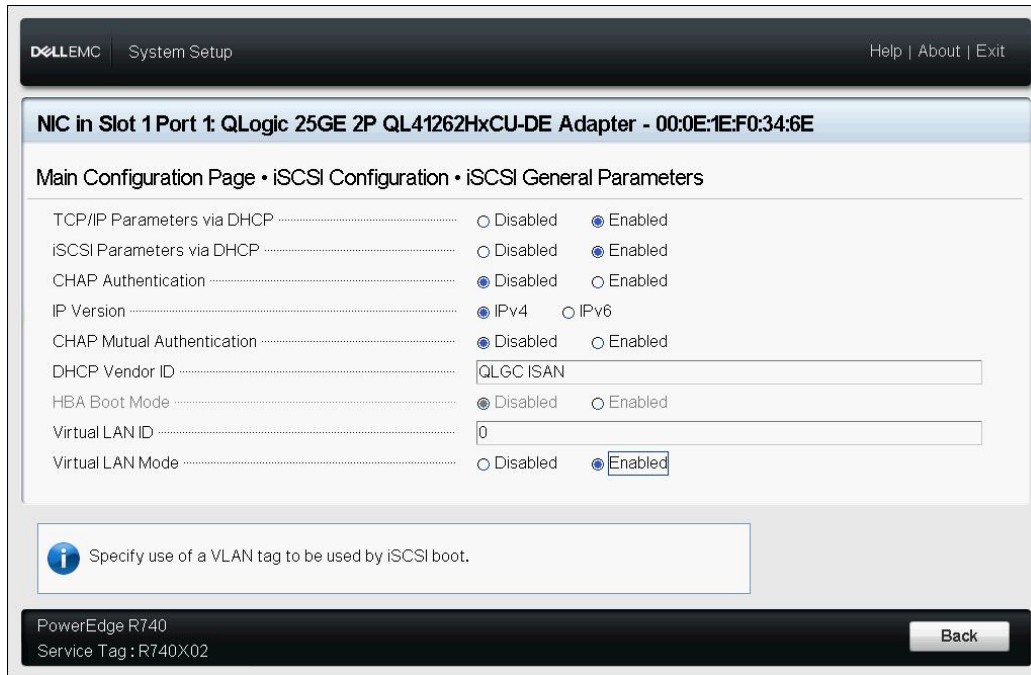 DELLEMC System Setup Help | About | Exit
NIC in Slot 1 Port 1: QLogic 25GE 2P QL41262HxCU-DE Adapter - 00:0E:1E:F0:34:6E
Main Configuration Page • iSCSI Configuration • iSCSI General Parameters
TCP/IP Parameters via DHCP Disabled Enabled
iSCSI Parameters via DHCP Disabled Enabled
CHAP Authentication Disabled Enabled
IP Version IPv4 IPv6
CHAP Mutual Authentication Disabled Enabled
DHCP Vendor ID QLGC ISAN
HBA Boot Mode Disabled Enabled
Virtual LAN ID 0
Virtual LAN Mode Disabled Enabled
Specify use of a VLAN tag to be used by iSCSI boot.
PowerEdge R740
Service Tag : R740X02
Back